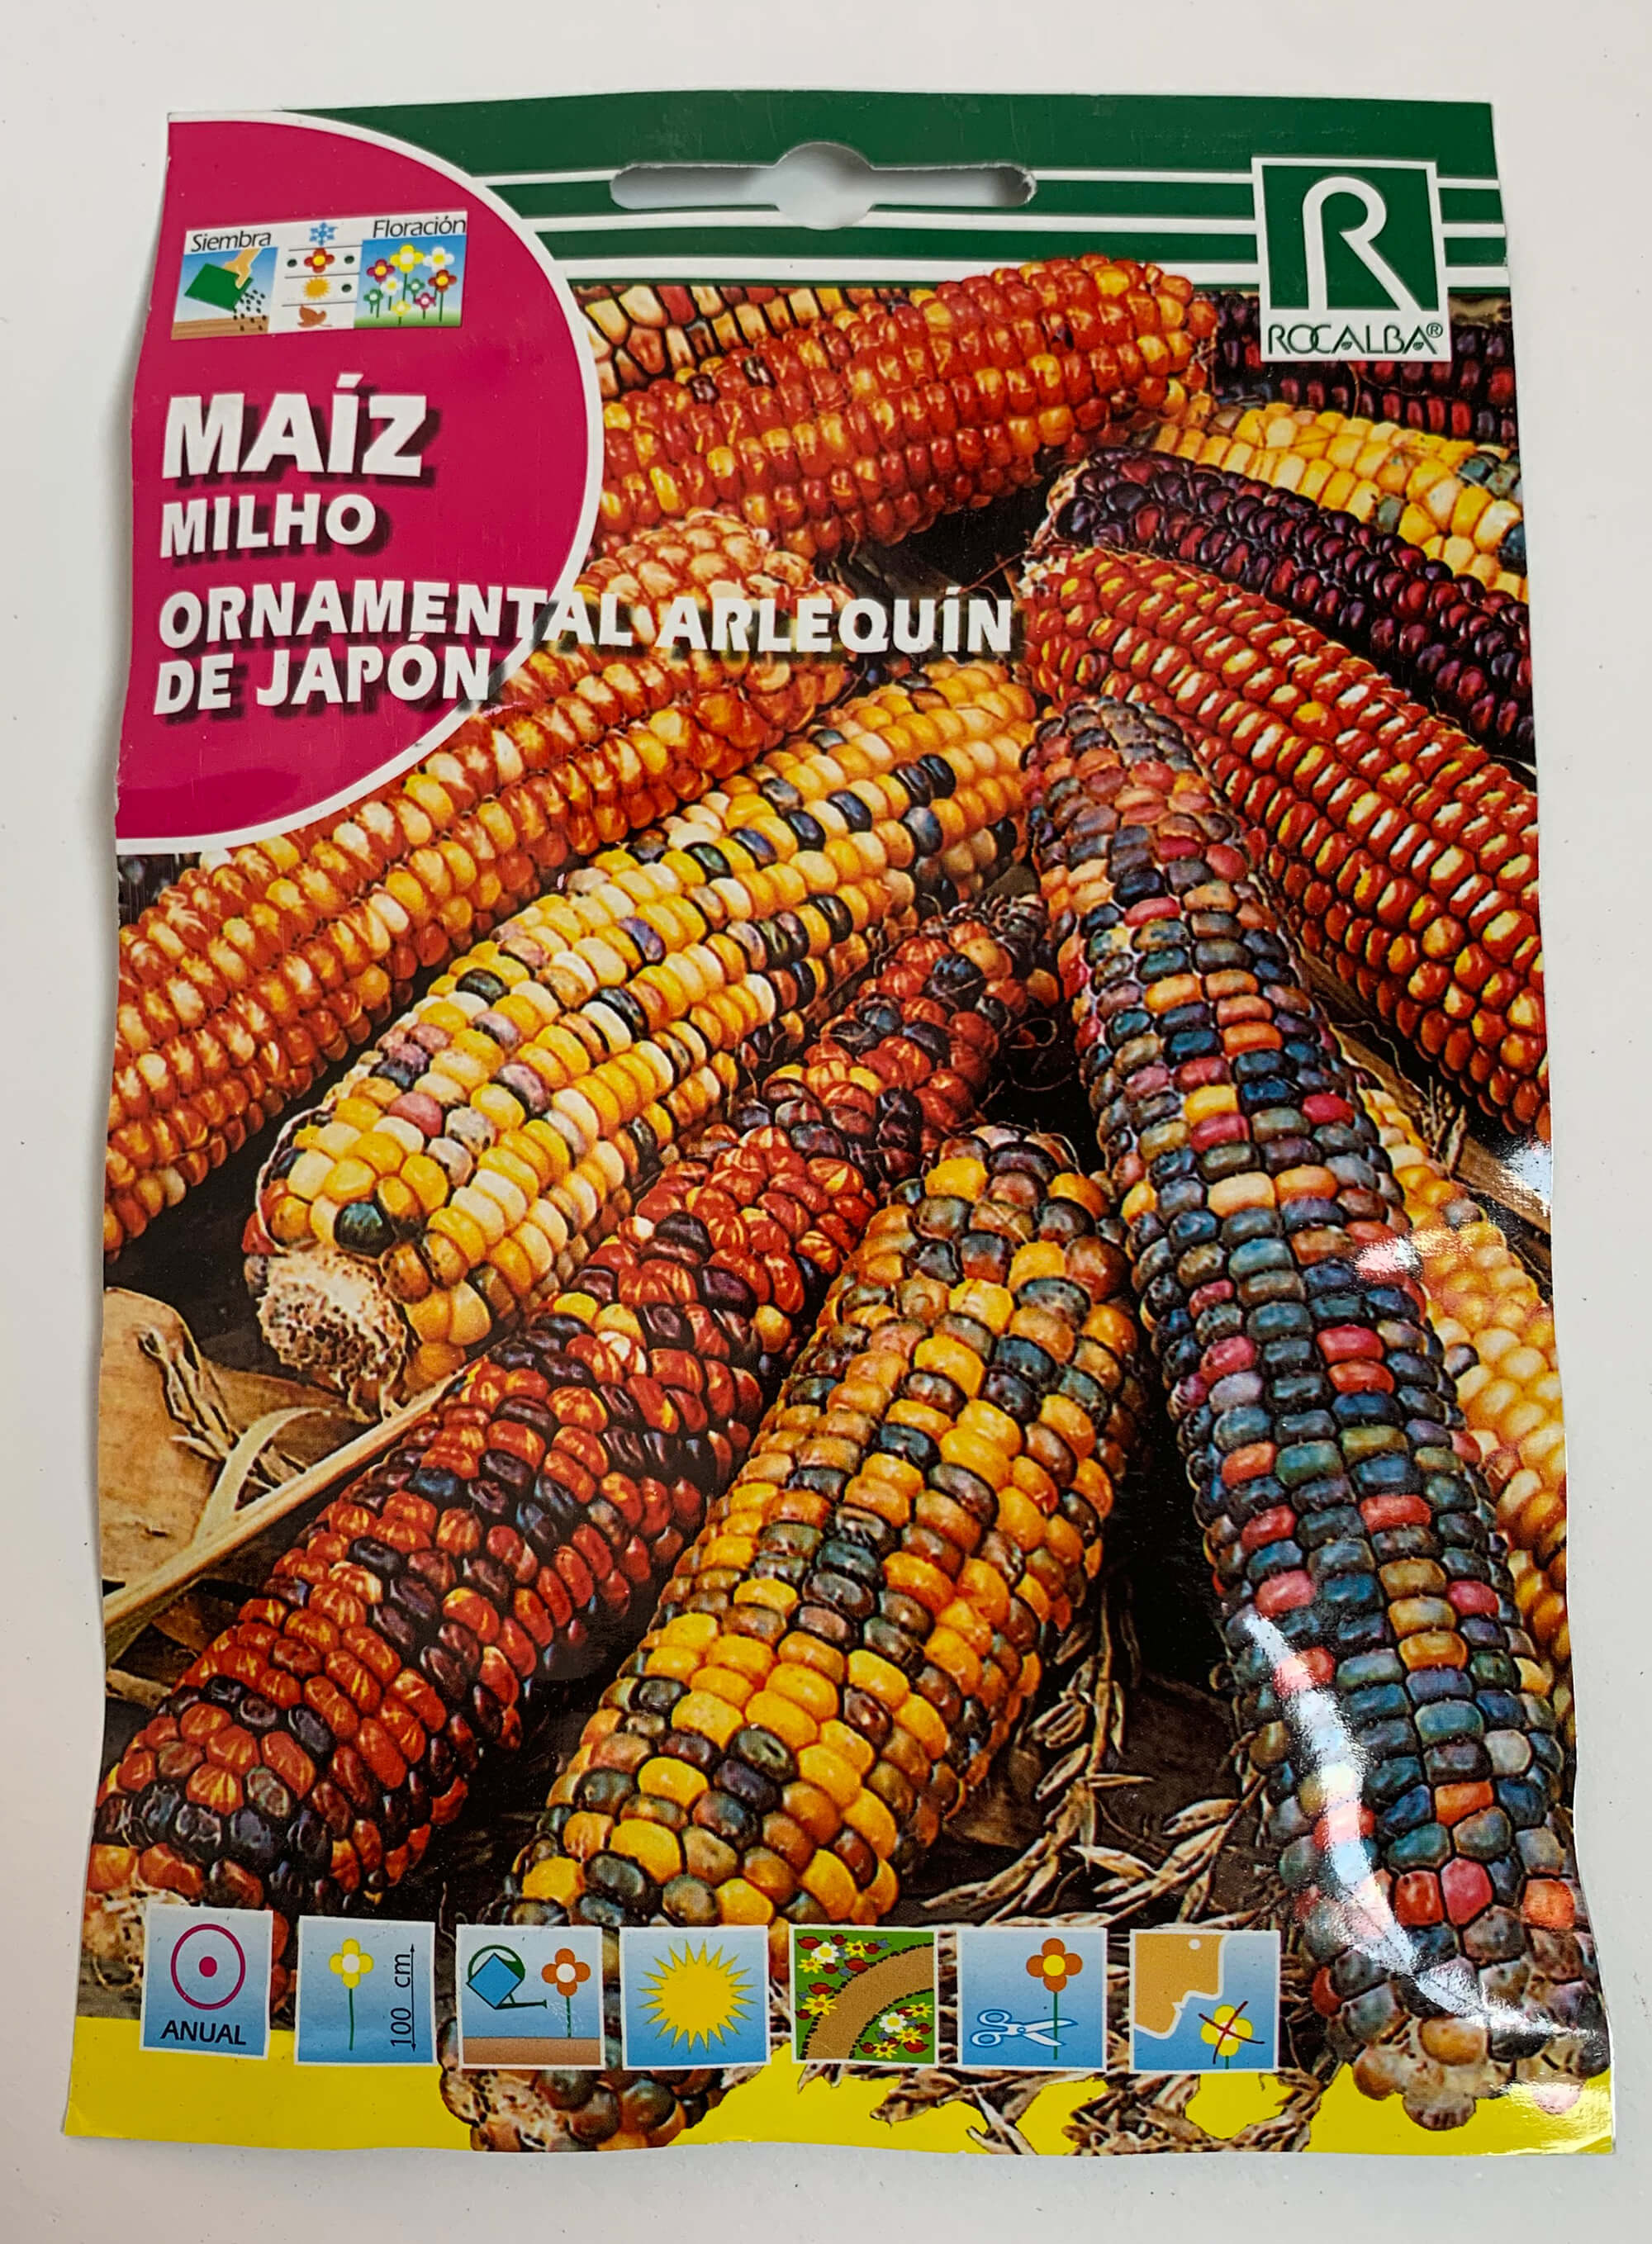 Siembra
Floración
R
ROCALBA®
MAÍZ
MILHO
ORNAMENTAL ARLEQUÍN
DE JAPÓN
ANUAL
100 cm